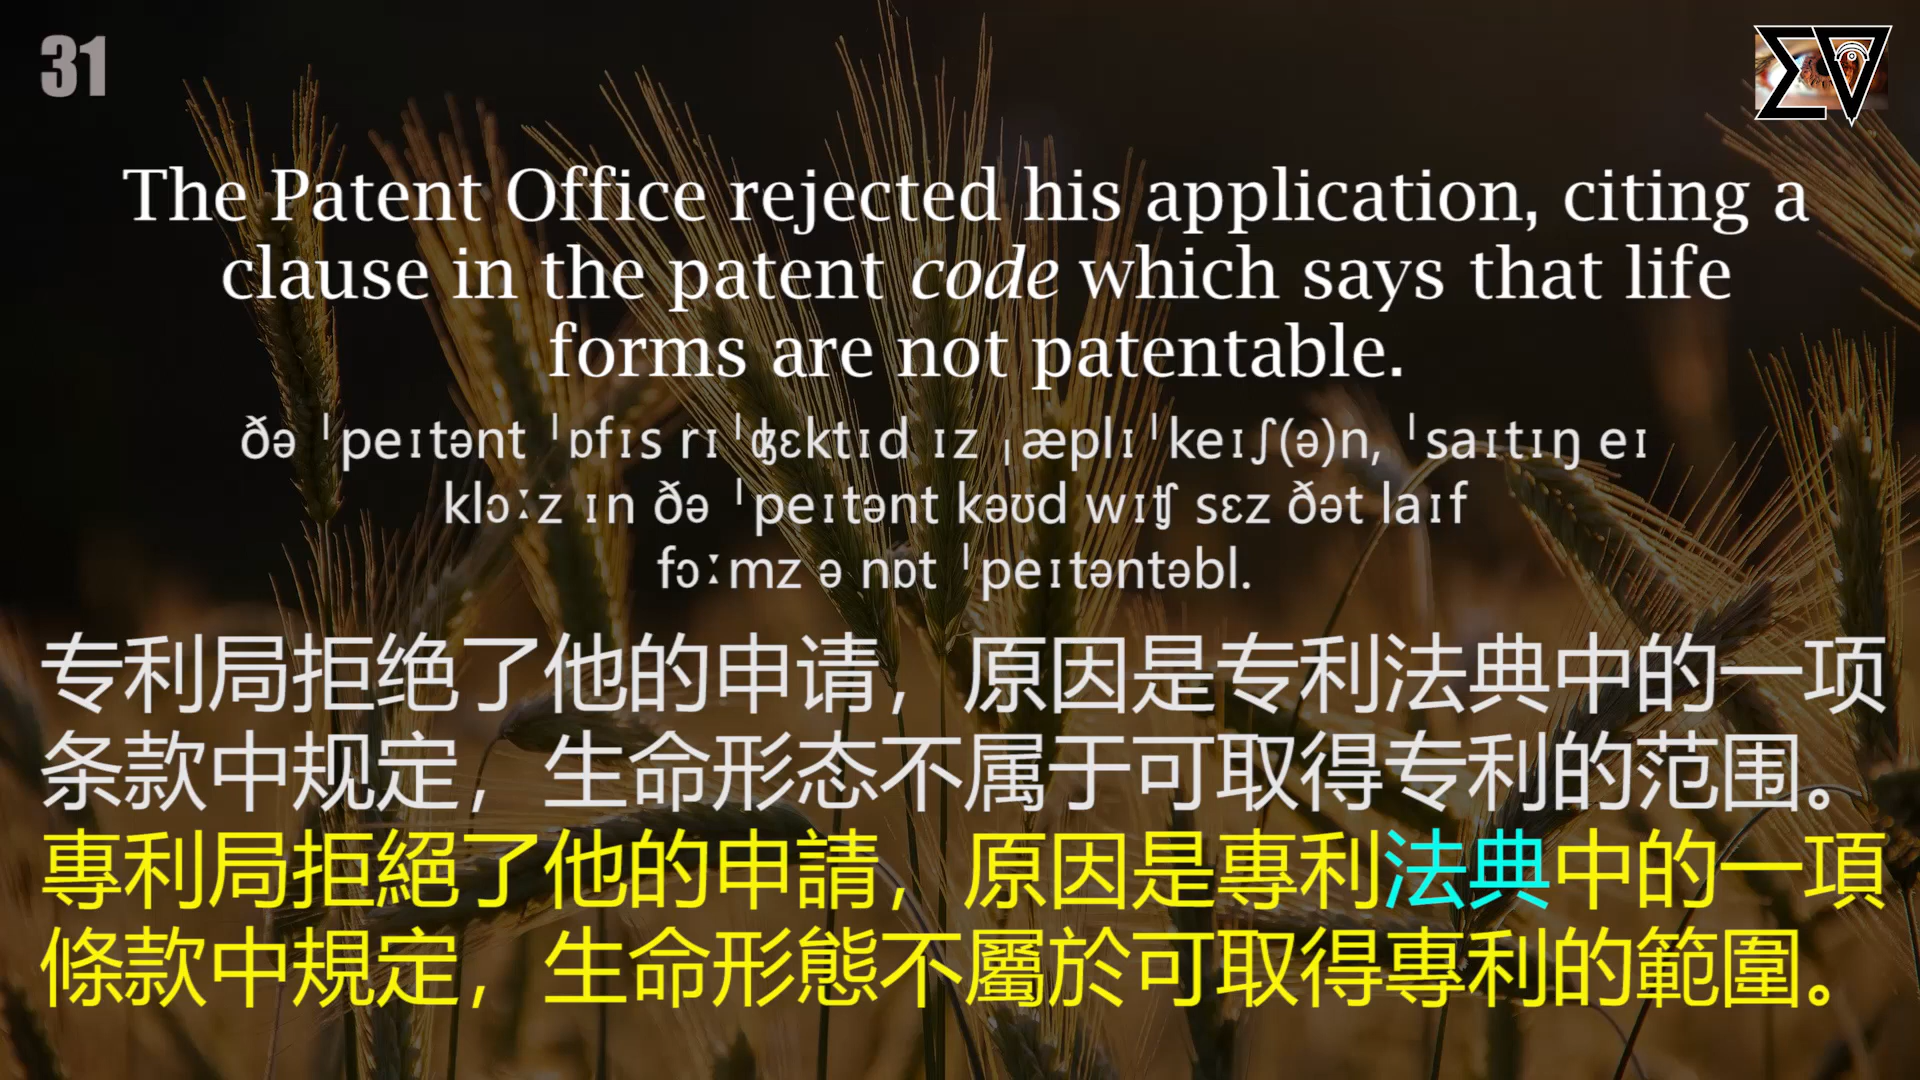 31
The Patent Office rejected his application, citing a
clause in the patent code which says that life
forms are not patentable.
ðə ˈpeɪtənt ˈɒfɪs rɪˈʤɛktɪd ɪz ˌæplɪˈkeɪʃ(ə)n, ˈsaɪtɪŋ eɪ
klɔːz ɪn ðə ˈpeɪtənt kəʊd wɪʧ sɛz ðət laɪf
fɔːmz ə nɒt ˈpeɪtəntəbl.
专利局拒绝了他的申请，原因是专利法典中的一项
条款中规定，生命形态不属于可取得专利的范围。
專利局拒絕了他的申請，原因是專利法典中的一項
條款中規定，生命形態不屬於可取得專利的範圍。